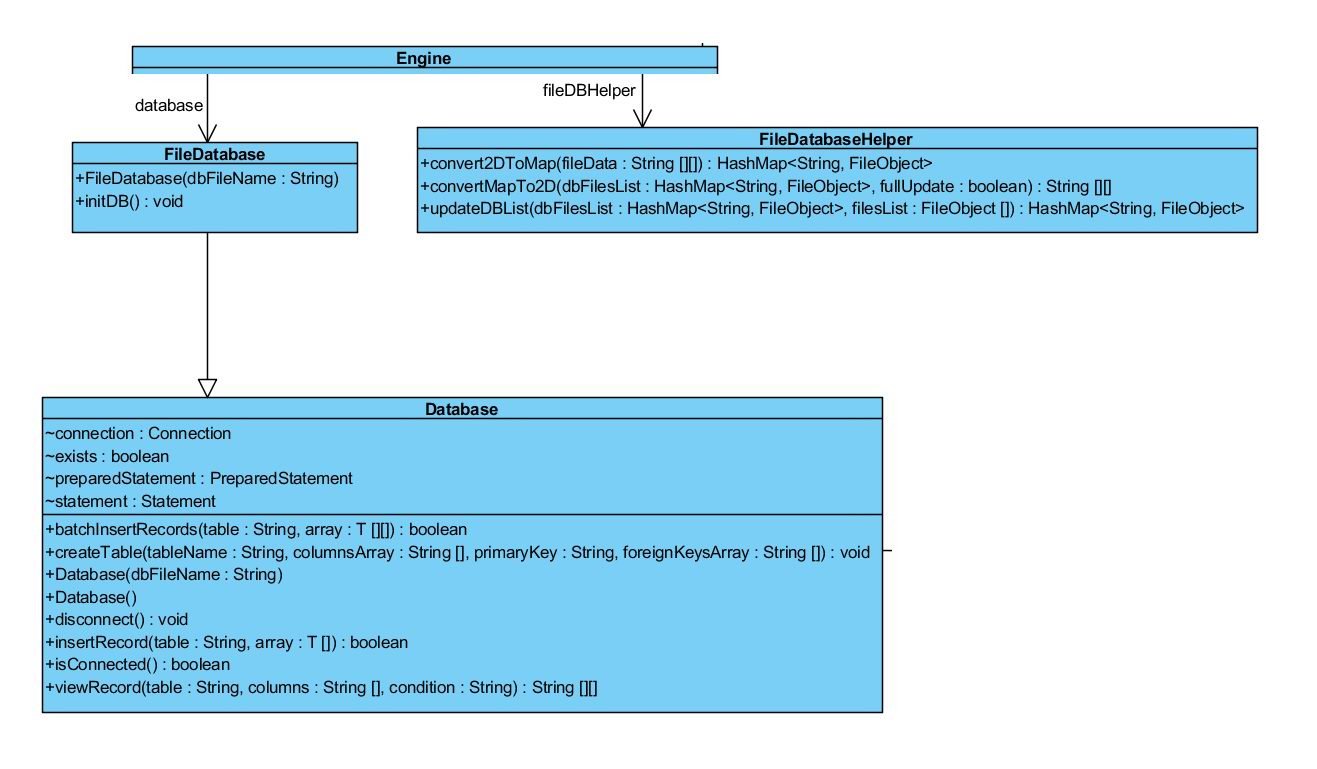 Engine
database
fileDBHelper
FileDatabase
+FileDatabase(dbFileName : String)
+initDB() : void
FileDatabaseHelper
+convert2DToMap(fileData : String [][]) : HashMap<String, FileObject>
+convertMapTo2D(dbFilesList : HashMap<String, FileObject>, fullUpdate : boolean) : String [][]
+updateDBList(dbFilesList : HashMap<String, FileObject>, filesList : FileObject []) : HashMap<String, FileObject>
Database
~connection : Connection
~exists : boolean
~preparedStatement : PreparedStatement
~statement : Statement
+batchInsertRecords(table : String, array : T [][]) : boolean
+createTable(tableName : String, columnsArray : String [], primaryKey : String, foreignKeysArray : String []) : void
+Database(dbFileName : String)
+Database()
+disconnect() : void
+insertRecord(table : String, array : T []) : boolean
+isConnected() : boolean
+viewRecord(table : String, columns : String [], condition : String) : String [][]